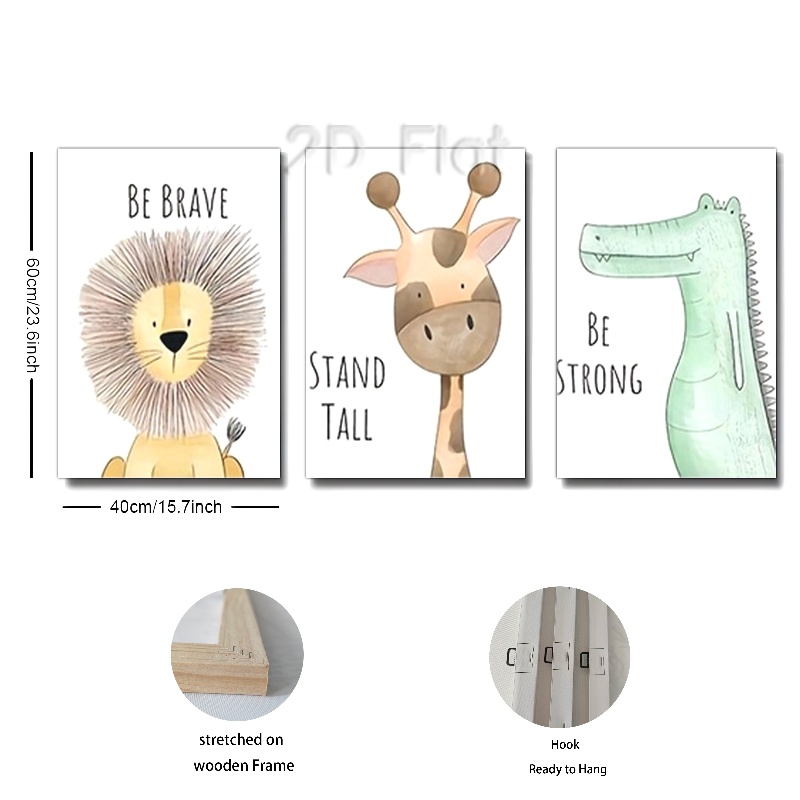 2D Flat
BE BRAVE
STAND
TALL
BE
STRONG
60cm/23.6inch
40cm/15.7inch
stretched on
wooden Frame
Hook
Ready to Hang